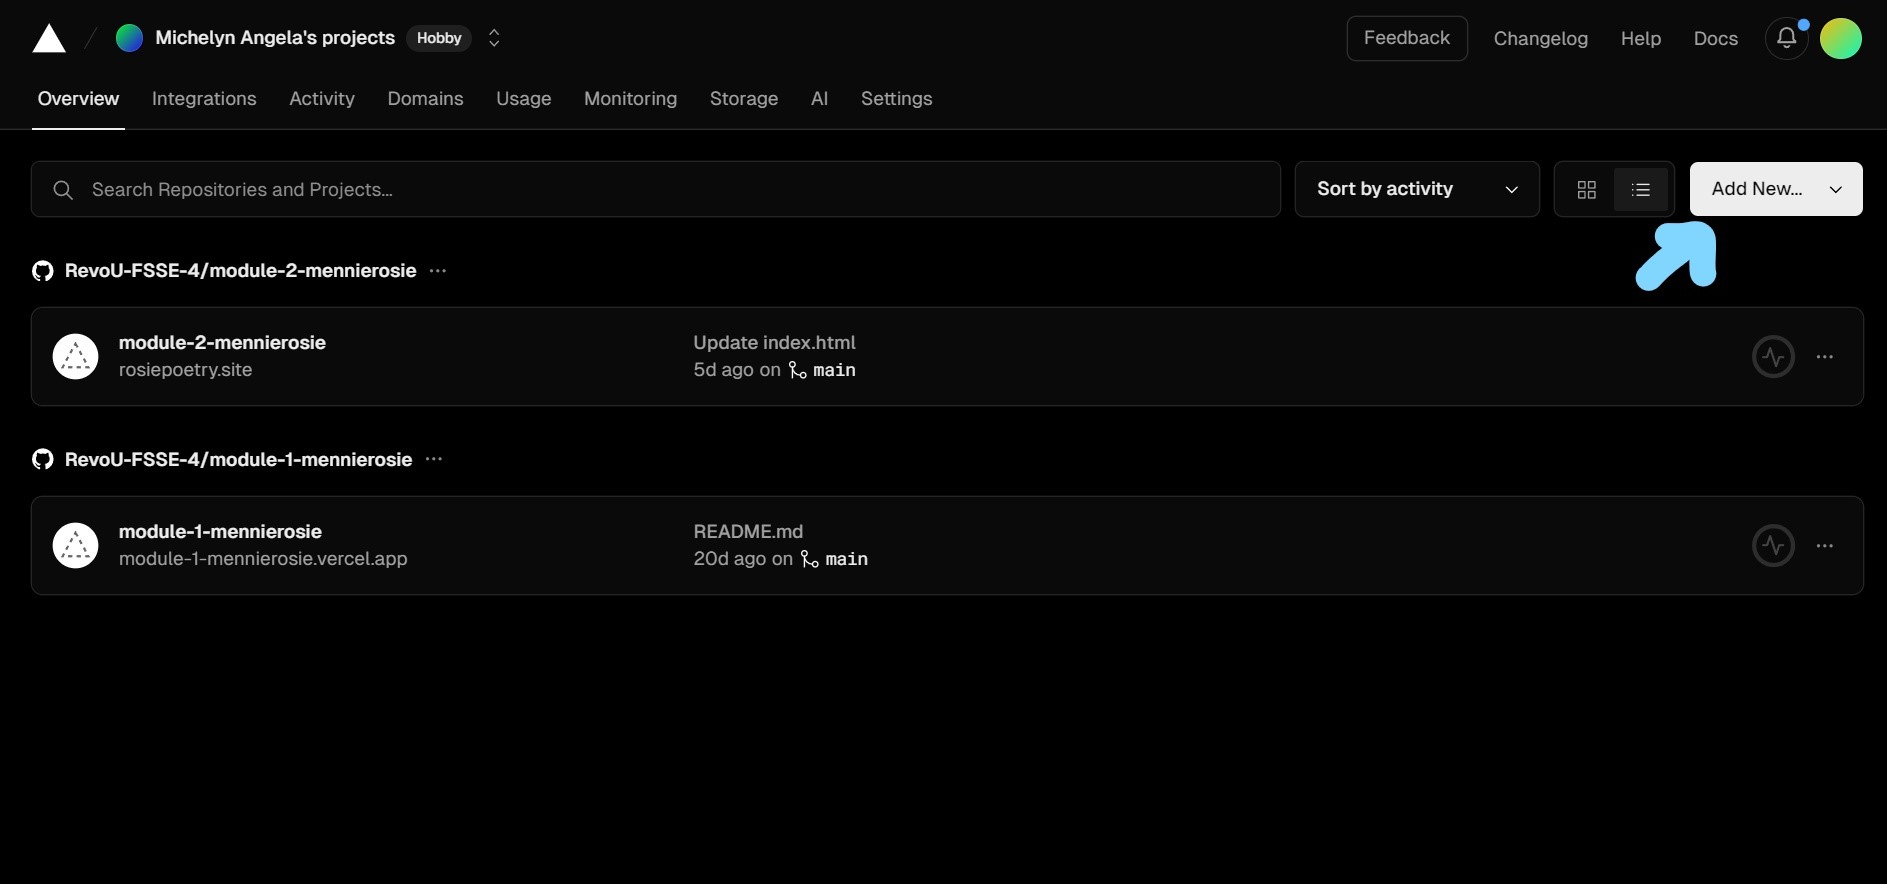 Michelyn Angela's projects Hobby
Feedback Changelog Help Docs
Overview Integrations Activity Domains Usage Monitoring Storage AI Settings
Search Repositories and Projects...
Sort by activity
Add New...
RevoU-FSSE-4/module-2-mennierosie
module-2-mennierosie
rosiepoetry.site
Update index.html
5d ago on main
RevoU-FSSE-4/module-1-mennierosie
module-1-mennierosie
module-1-mennierosie.vercel.app
README.md
20d ago on main